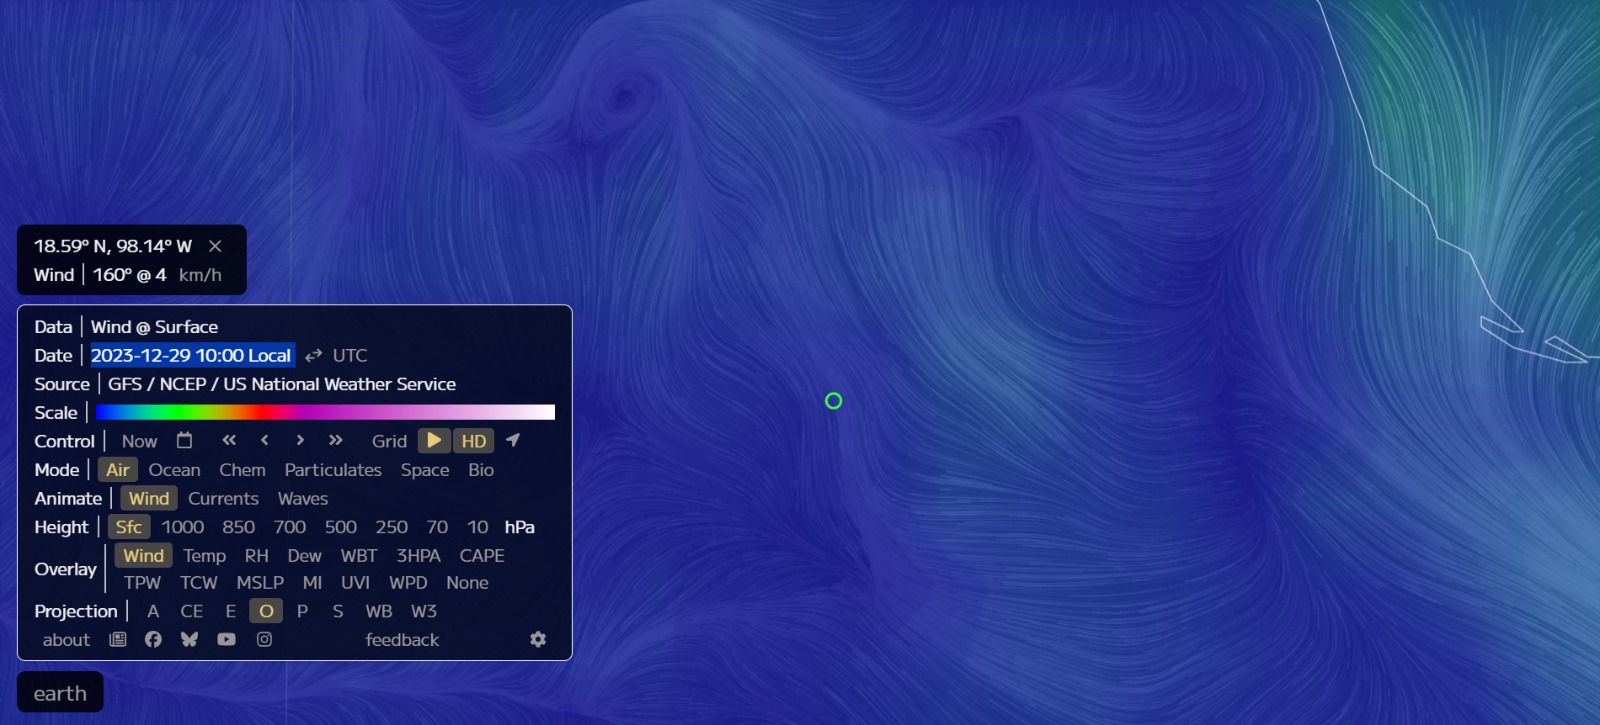 18.59° N, 98.14° W ×
Wind | 160° @ 4 km/h
Data | Wind @ Surface
Date | 2023-12-29 10:00 Local ⇄ UTC
Source | GFS / NCEP / US National Weather Service
Scale |
Control | Now « ‹ › » Grid ▶ HD
Mode | Air Ocean Chem Particulates Space Bio
Animate | Wind Currents Waves
Height | Sfc 1000 850 700 500 250 70 10 hPa
Overlay | Wind Temp RH Dew WBT 3HPA CAPE
TPW TCW MSLP MI UVI WPD None
Projection | A CE E O P S WB W3
about feedback
earth